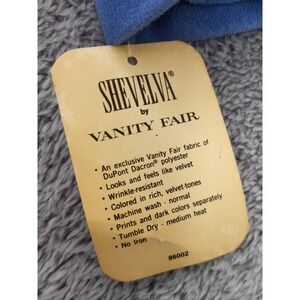 SHEVELVA®
by
VANITY FAIR
• An exclusive Vanity Fair fabric of
DuPont Dacron® polyester
• Looks and feels like velvet
• Wrinkle-resistant
• Colored in rich, velvet-tones
• Machine wash - normal
• Prints and dark colors separately
• Tumble Dry - medium heat
• No Iron
86002